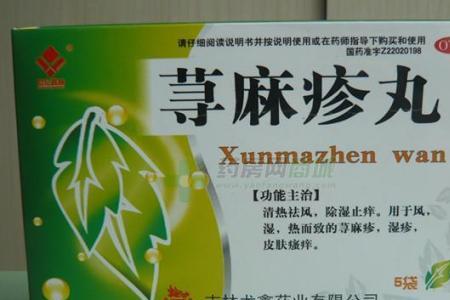 请仔细阅读说明书并按说明使用或在药师指导下购买和使用
国药准字Z22020198
荨麻疹丸
Xunmazhen wan
药房网商城
www.yaofangwang.com
【功能主治】
清热祛风，除湿止痒。用于风，
湿，热而致的荨麻疹，湿疹，
皮肤瘙痒。
5袋